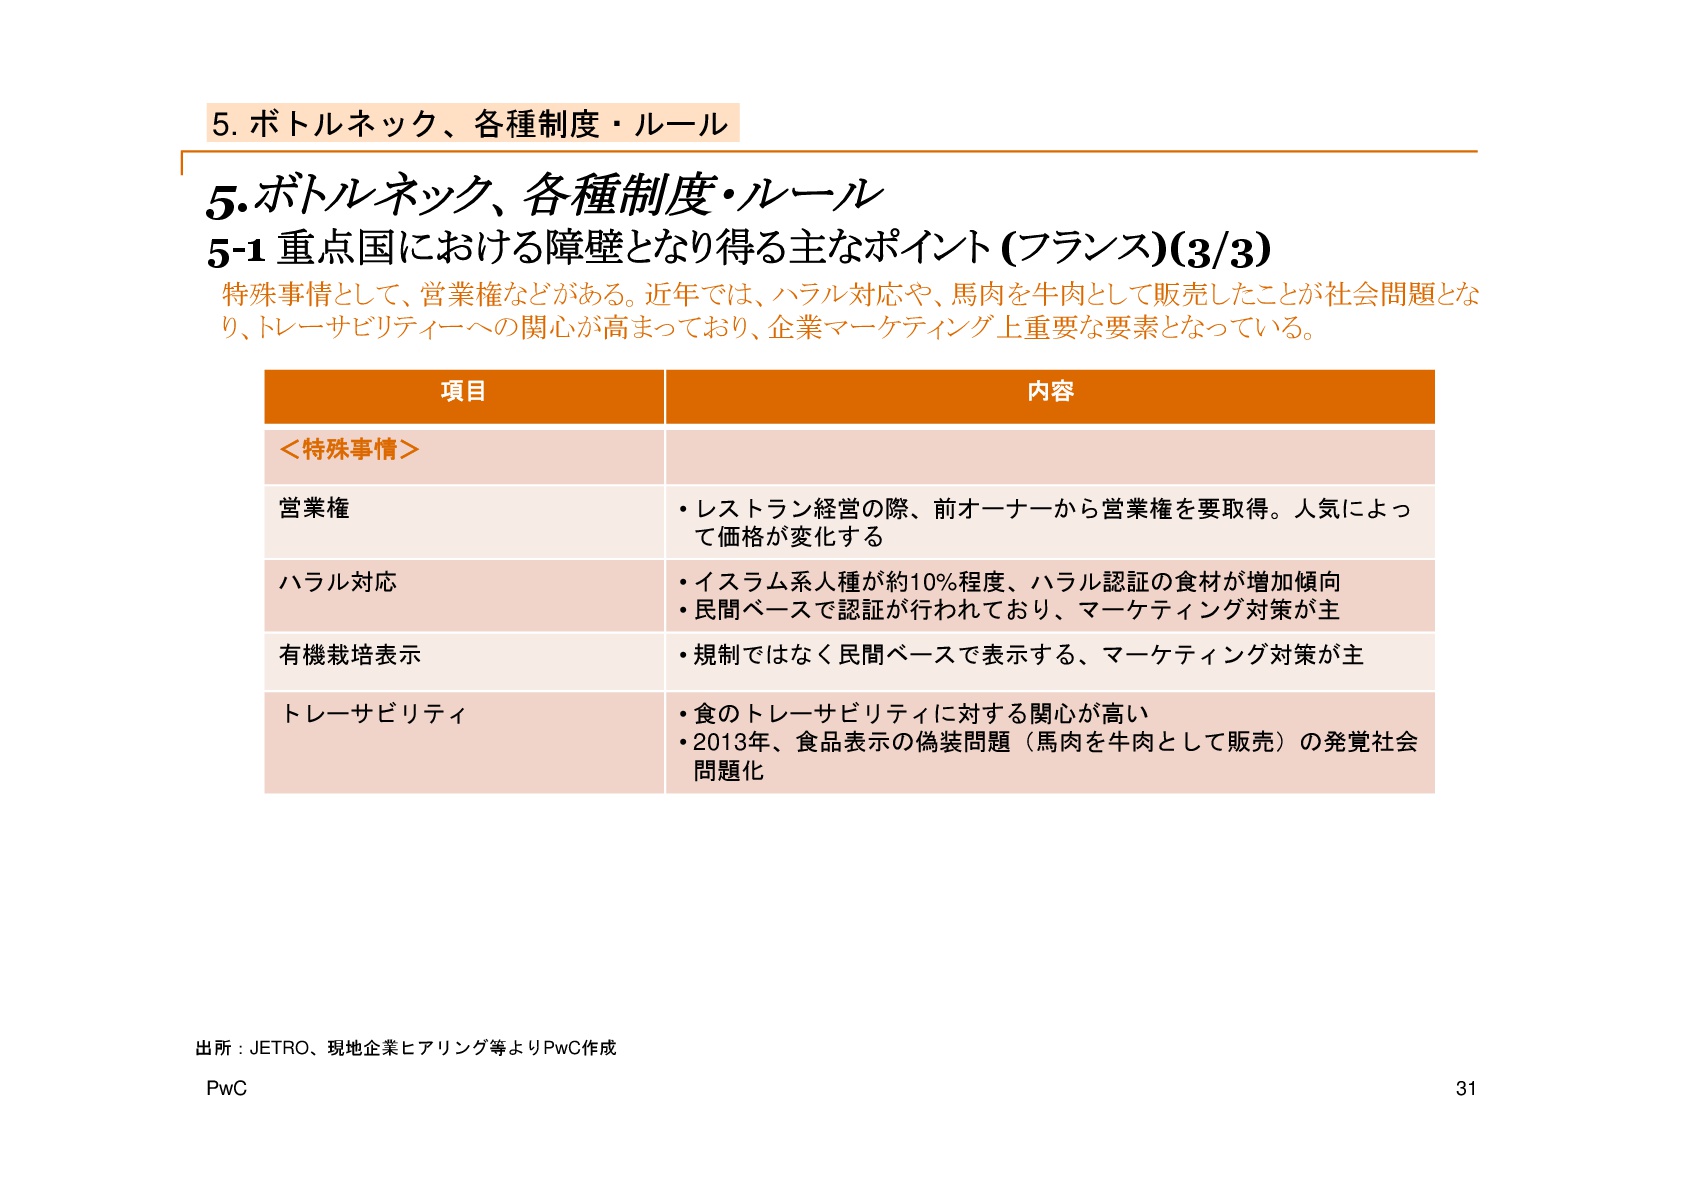 5. ボトルネック、各種制度・ルール
5.ボトルネック、各種制度・ルール
5-1 重点国における障壁となり得る主なポイント (フランス)(3/3)
特殊事情として、営業権などがある。近年では、ハラル対応や、馬肉を牛肉として販売したことが社会問題とな
り、トレーサビリティーへの関心が高まっており、企業マーケティング上重要な要素となっている。
項目
内容
＜特殊事情＞
営業権
・レストラン経営の際、前オーナーから営業権を要取得。人気によっ
て価格が変化する
ハラル対応
・イスラム系人種が約10%程度、ハラル認証の食材が増加傾向
・民間ベースで認証が行われており、マーケティング対策が主
有機栽培表示
・規制ではなく民間ベースで表示する、マーケティング対策が主
トレーサビリティ
・食のトレーサビリティに対する関心が高い
・2013年、食品表示の偽装問題（馬肉を牛肉として販売）の発覚社会
問題化
出所：JETRO、現地企業ヒアリング等よりPwC作成
PwC
31